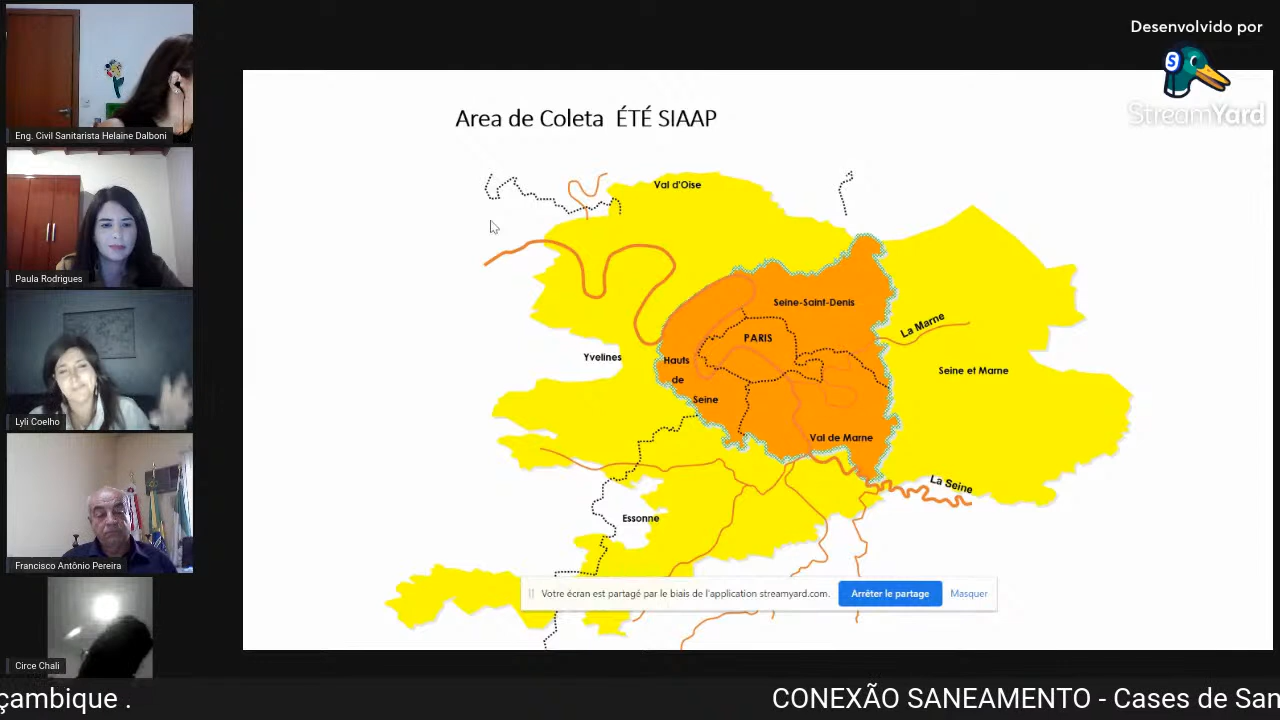 Desenvolvido por
S
StreamYard
Eng. Civil Sanitarista Helaine Dalboni
Paula Rodrigues
Lyli Coelho
Francisco Antônio Pereira
Circe Chali
Area de Coleta ÉTÉ SIAAP
Val d'Oise
Seine-Saint-Denis
La Marne
PARIS
Yvelines
Hauts
de
Seine
Seine et Marne
Val de Marne
La Seine
Essonne
Votre écran est partagé par le biais de l'application streamyard.com.
Arrêter le partage
Masquer
çambique .
CONEXÃO SANEAMENTO - Cases de San